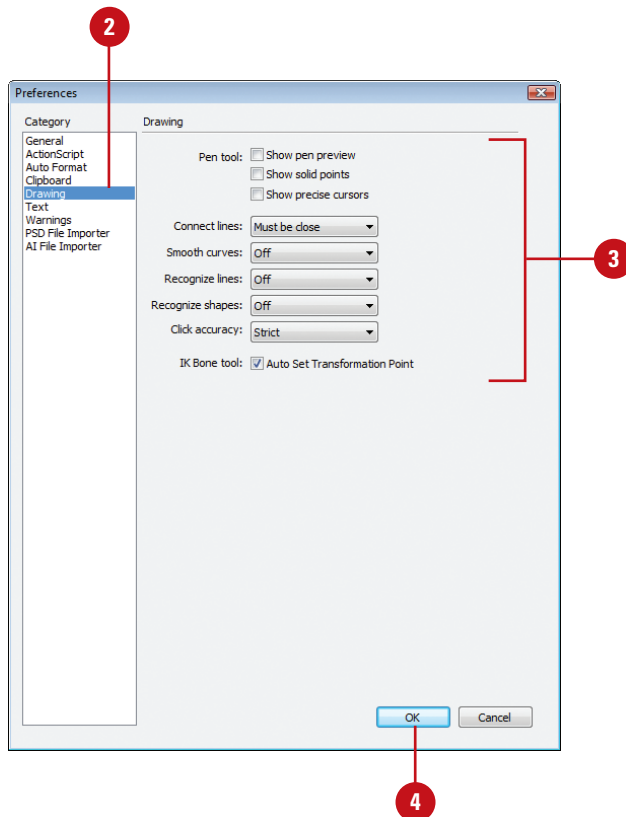 2
Preferences
Category
General
ActionScript
Auto Format
Clipboard
Drawing
Text
Warnings
PSD File Importer
AI File Importer
Drawing
Pen tool: Show pen preview
Show solid points
Show precise cursors
Connect lines: Must be close
Smooth curves: Off
Recognize lines: Off
Recognize shapes: Off
Click accuracy: Strict
IK Bone tool: Auto Set Transformation Point
3
OK Cancel
4